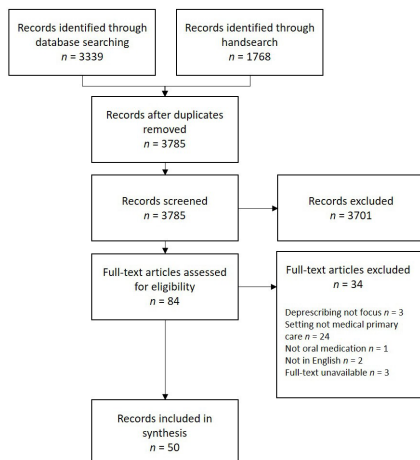 Records identified through
database searching
n = 3339
Records identified through
handsearch
n = 1768
Records after duplicates
removed
n = 3785
Records screened
n = 3785
Records excluded
n = 3701
Full-text articles assessed
for eligibility
n = 84
Full-text articles excluded
n = 34
Deprescribing not focus n = 3
Setting not medical primary
care n = 24
Not oral medication n = 1
Not in English n = 2
Full-text unavailable n = 3
Records included in
synthesis
n = 50